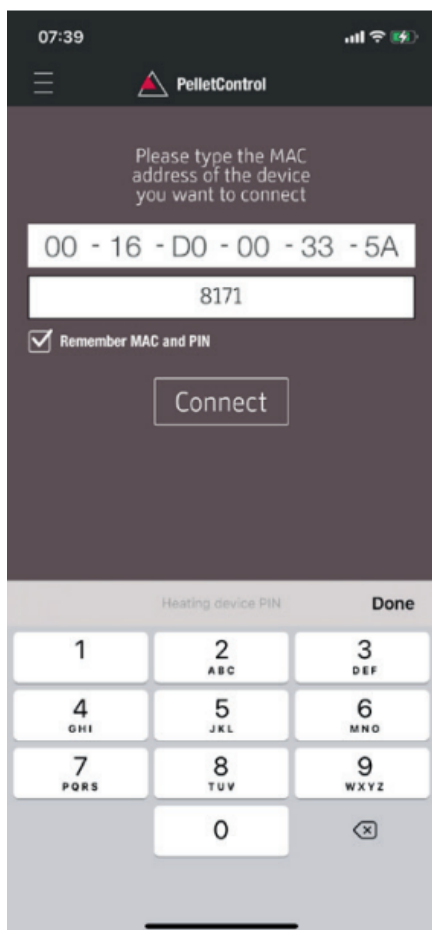 07:39
PelletControl
Please type the MAC
address of the device
you want to connect
00 - 16 - D0 - 00 - 33 - 5A
8171
Remember MAC and PIN
Connect
Heating device PIN Done
1 2 3
ABC DEF
4 5 6
GHI JKL MNO
7 8 9
PQRS TUV WXYZ
0